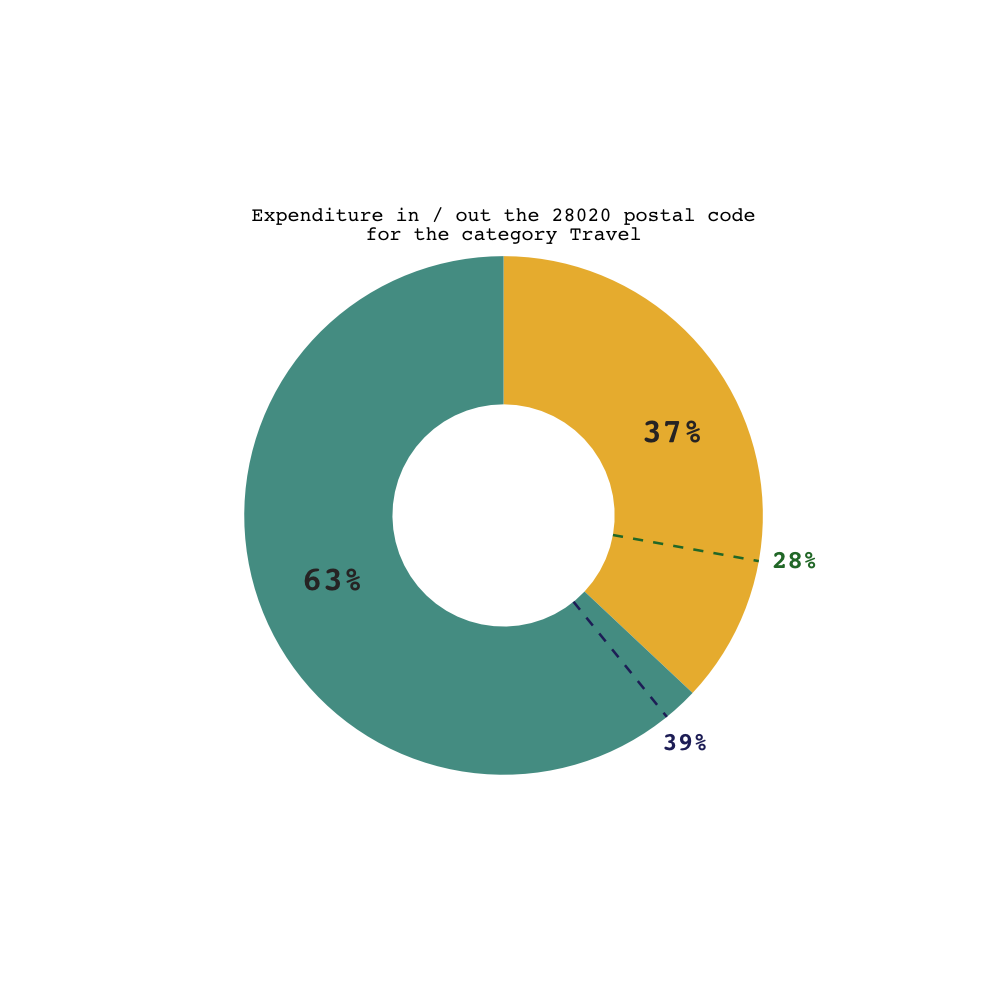 Expenditure in / out the 28020 postal code
for the category Travel
37%
28%
63%
39%